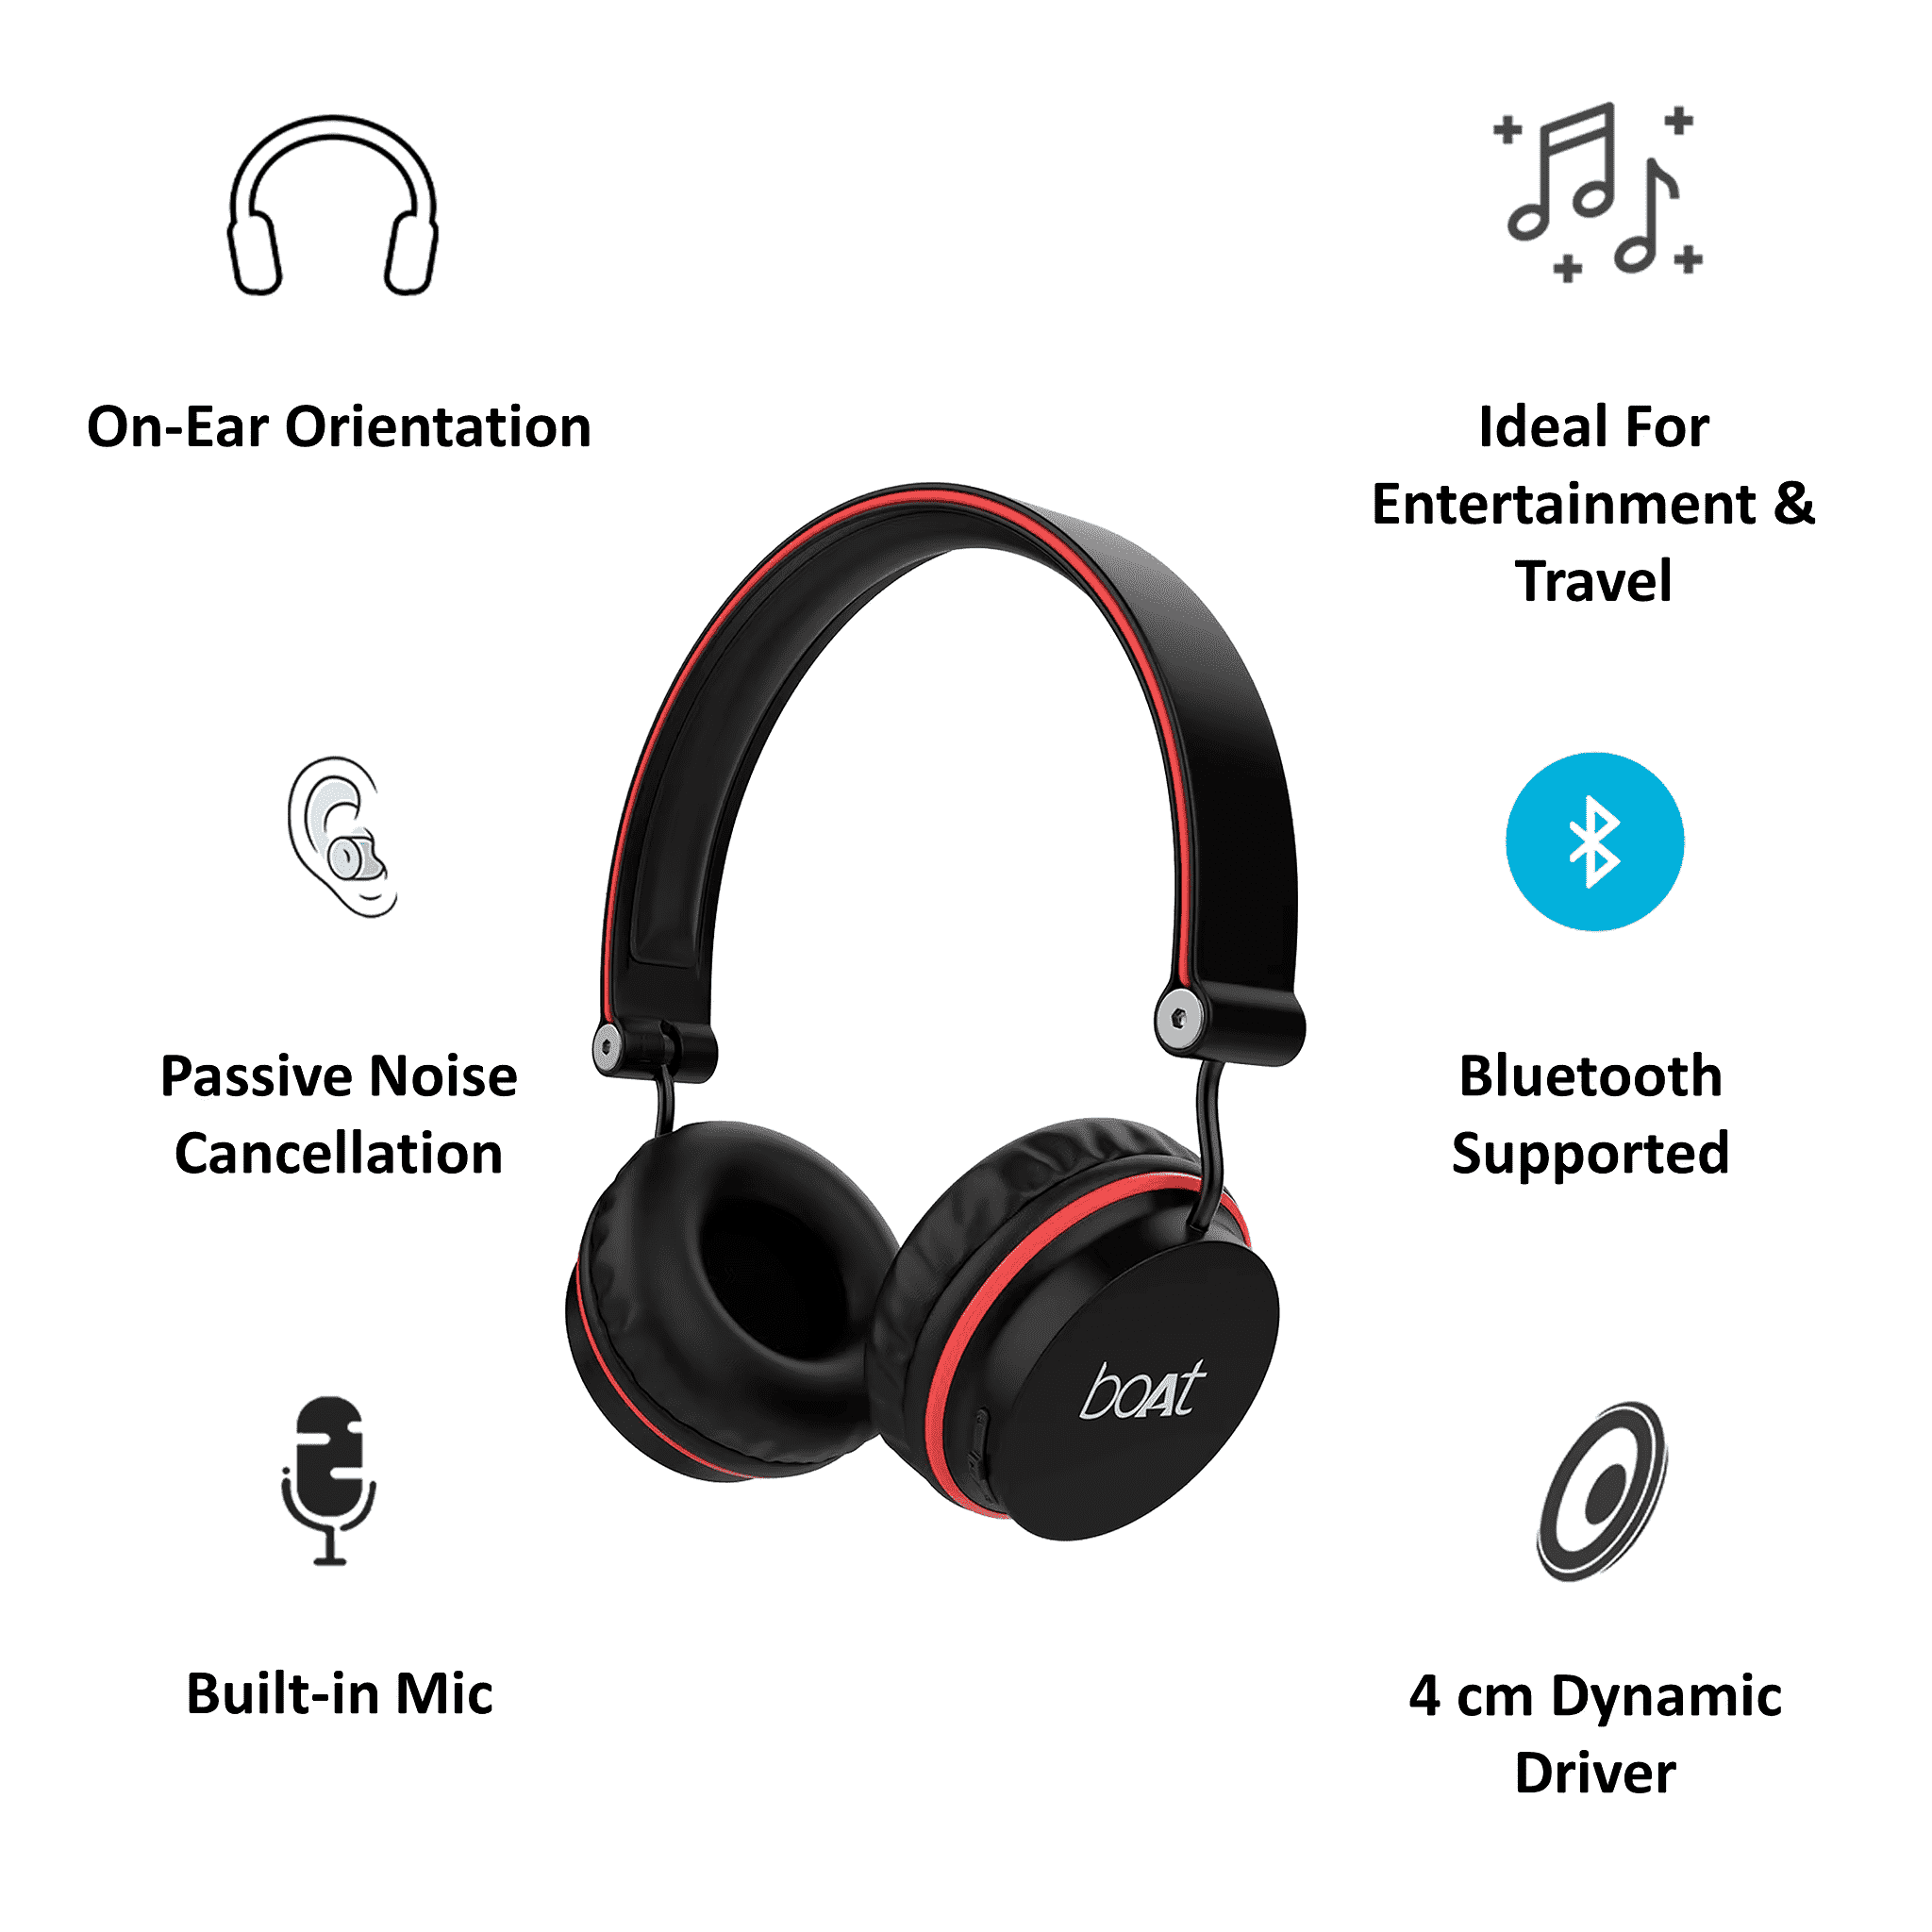 On-Ear Orientation
Ideal For
Entertainment &
Travel
Passive Noise
Cancellation
Bluetooth
Supported
boAt
Built-in Mic
4 cm Dynamic
Driver